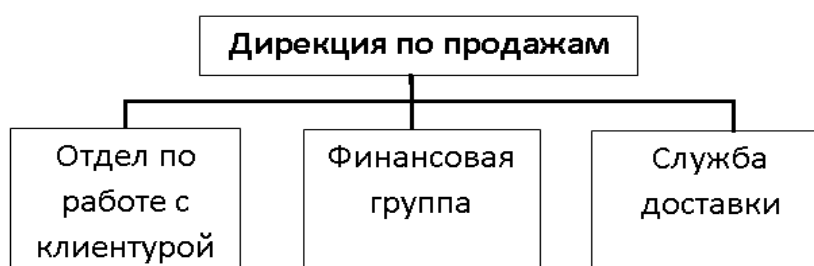 Дирекция по продажам
Отдел по
работе с
клиентурой
Финансовая
группа
Служба
доставки